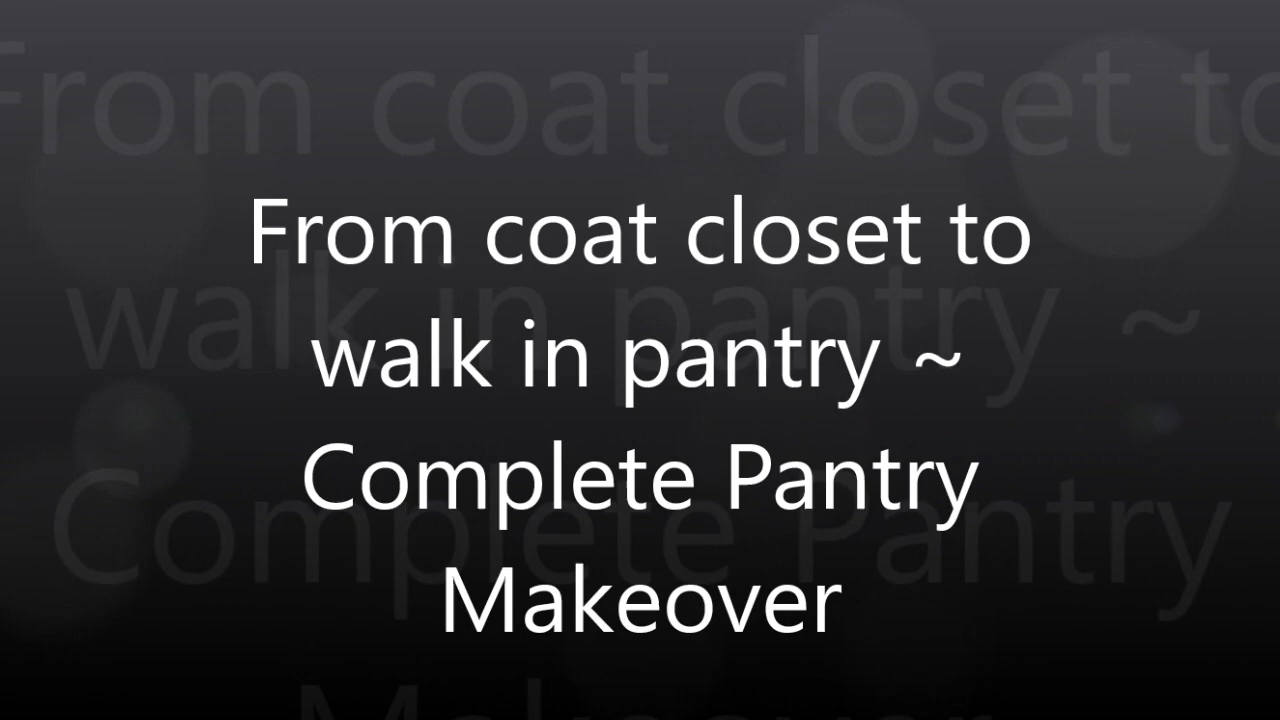 From coat closet to
walk in pantry ~
Complete Pantry
Makeover